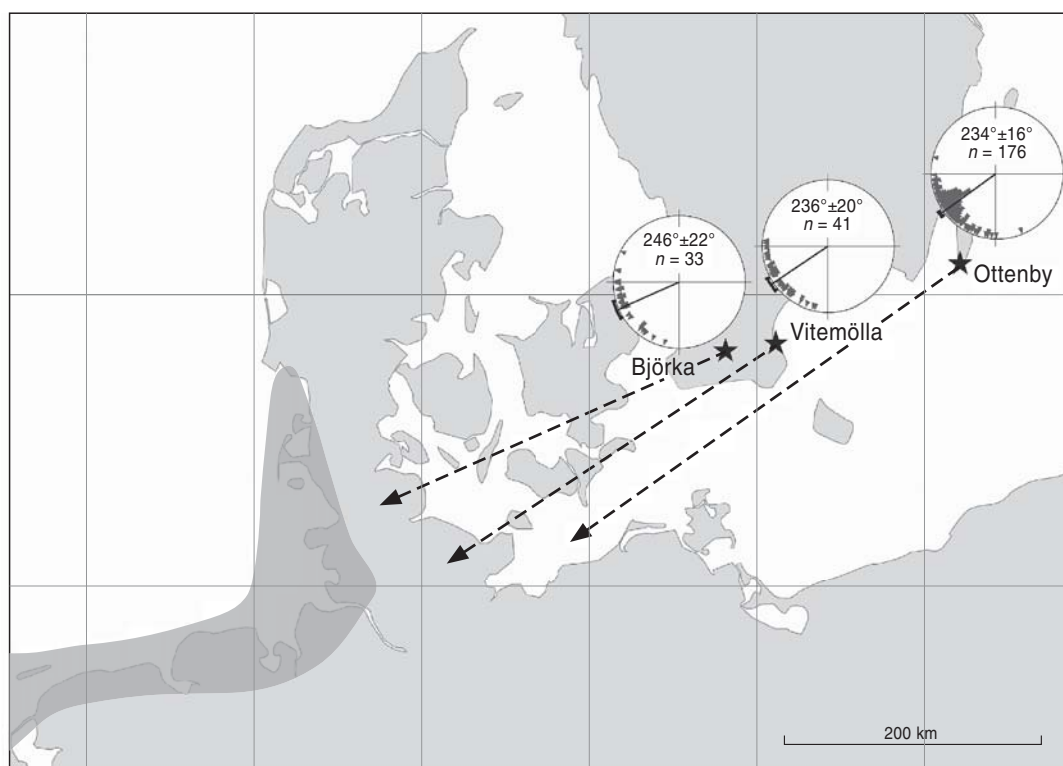 234°±16°
n = 176
236°±20°
n = 41
246°±22°
n = 33
Ottenby
Vitemölla
Björka
200 km